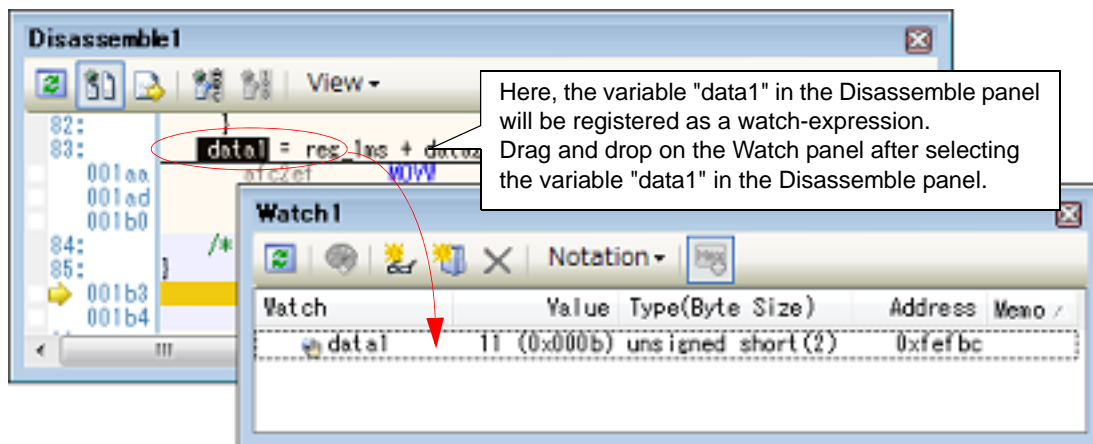 Disassemble1
View
Here, the variable "data1" in the Disassemble panel
will be registered as a watch-expression.
Drag and drop on the Watch panel after selecting
the variable "data1" in the Disassemble panel.
82: }
83: data1 = reg_lms +
001aa afc2ef MOVW
001ad
001b0
84: /*
85: }
001b3
001b4
Watch1
Notation Hex
Watch Value Type(Byte Size) Address Memo
data1 11 (0x000b) unsigned short(2) 0xfefbc